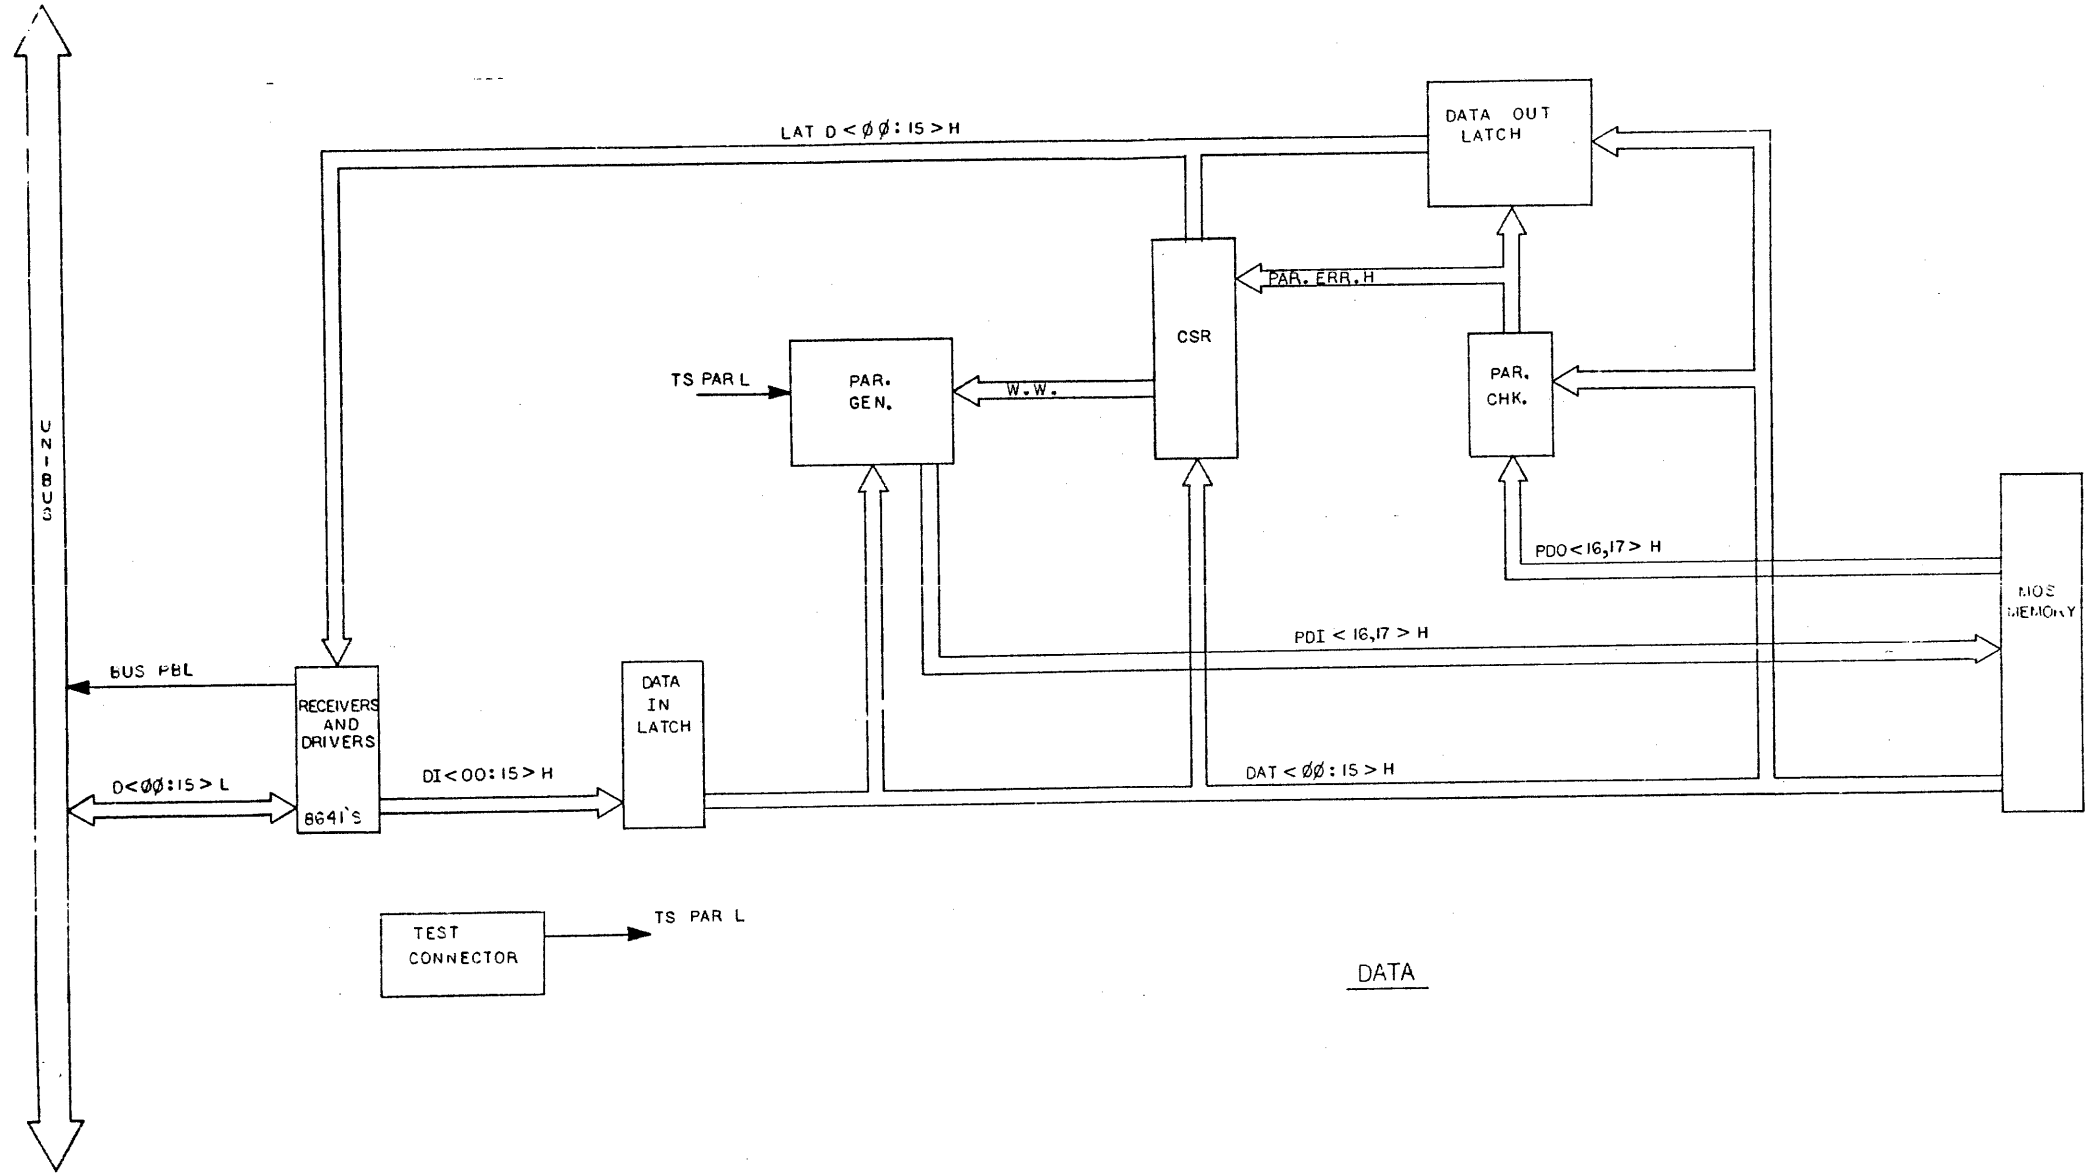 LAT D<ØØ:15>H
DATA OUT
LATCH
PAR. ERR. H
CSR
TS PAR L
PAR.
GEN.
W.W.
PAR.
CHK.
UNIBUS
PDO<16,17> H
MOS
MEMORY
PDI <16,17> H
BUS PBL
RECEIVERS
AND
DRIVERS
8641`S
DATA
IN
LATCH
D<ØØ:15>L
DI<00:15>H
DAT<ØØ:15>H
TEST
CONNECTOR
TS PAR L
DATA